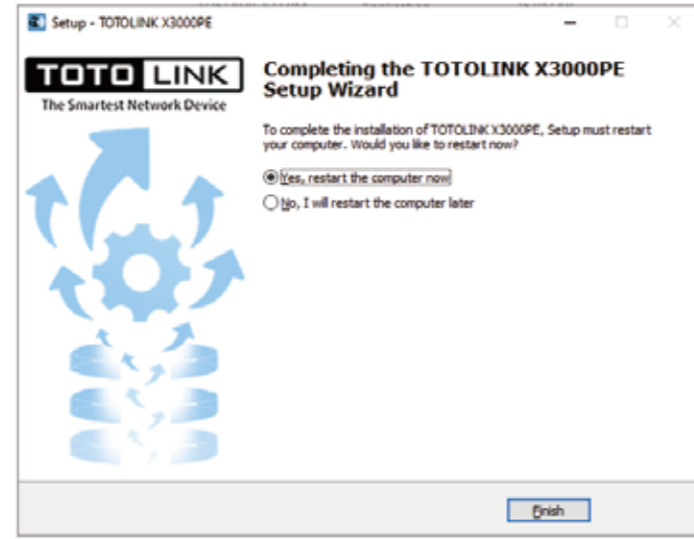 Setup - TOTOLINK X3000PE
TOTO LINK
The Smartest Network Device
Completing the TOTOLINK X3000PE
Setup Wizard
To complete the installation of TOTOLINK X3000PE, Setup must restart
your computer. Would you like to restart now?
Yes, restart the computer now
No, I will restart the computer later
Finish